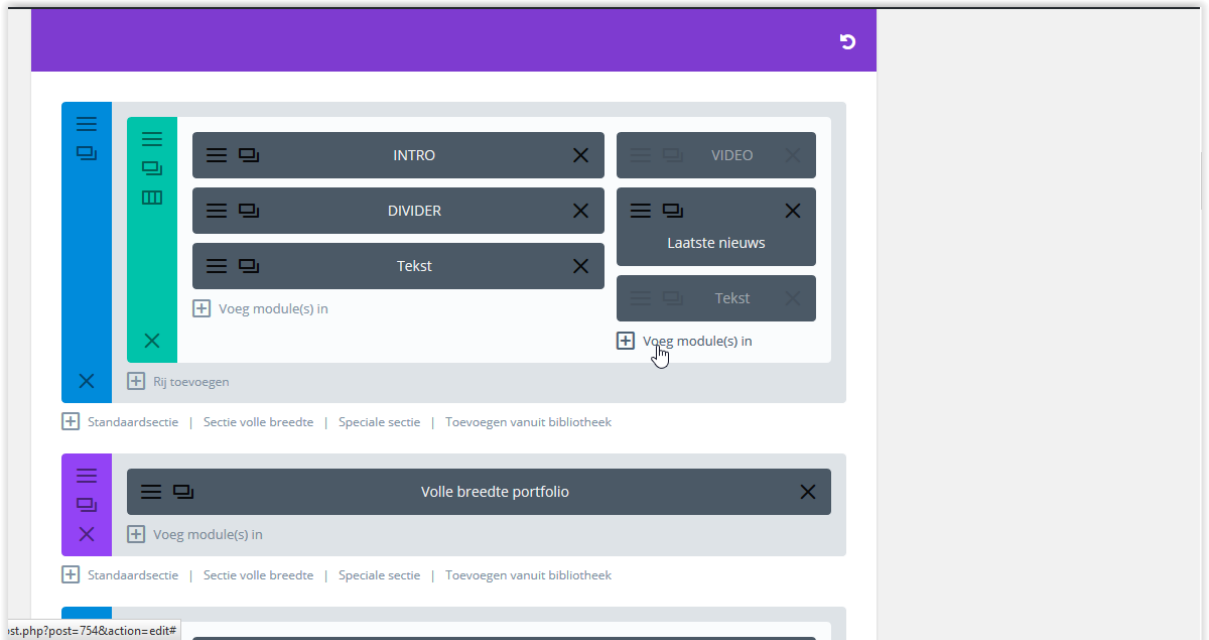 INTRO
VIDEO
DIVIDER
Laatste nieuws
Tekst
Tekst
Voeg module(s) in
Voeg module(s) in
Rij toevoegen
Standaardsectie | Sectie volle breedte | Speciale sectie | Toevoegen vanuit bibliotheek
Volle breedte portfolio
Voeg module(s) in
Standaardsectie | Sectie volle breedte | Speciale sectie | Toevoegen vanuit bibliotheek
st.php?post=754&action=edit#